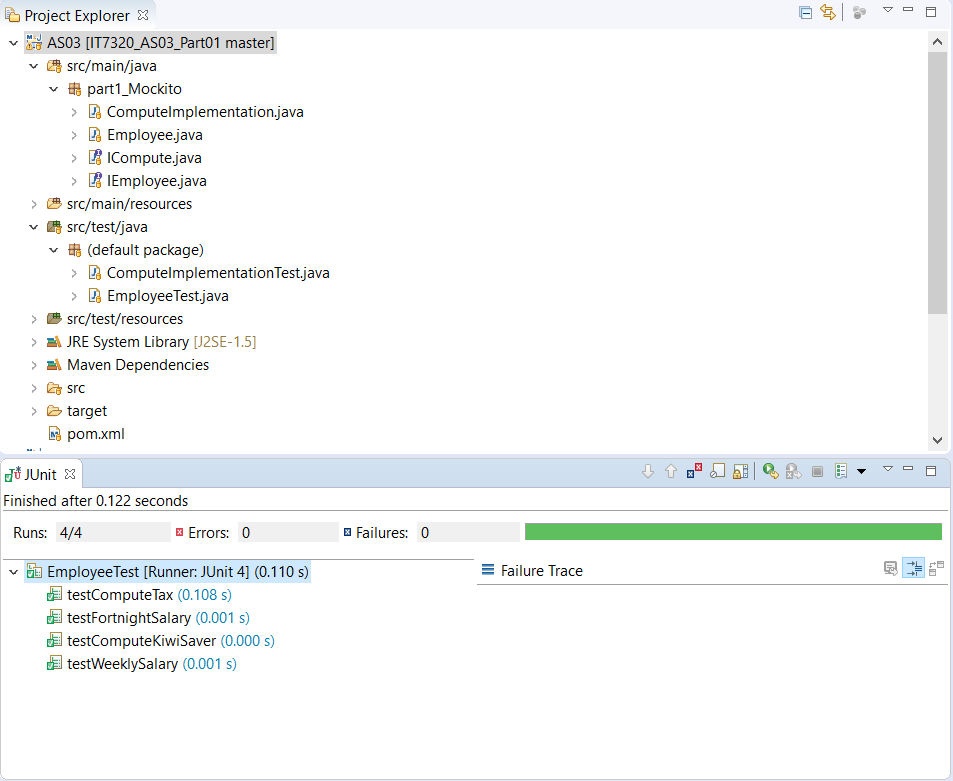 Project Explorer
AS03 [IT7320_AS03_Part01 master]
src/main/java
part1_Mockito
ComputeImplementation.java
Employee.java
ICompute.java
IEmployee.java
src/main/resources
src/test/java
(default package)
ComputeImplementationTest.java
EmployeeTest.java
src/test/resources
JRE System Library [J2SE-1.5]
Maven Dependencies
src
target
pom.xml
JUnit
Finished after 0.122 seconds
Runs: 4/4 Errors: 0 Failures: 0
EmployeeTest [Runner: JUnit 4] (0.110 s)
Failure Trace
testComputeTax (0.108 s)
testFortnightSalary (0.001 s)
testComputeKiwiSaver (0.000 s)
testWeeklySalary (0.001 s)